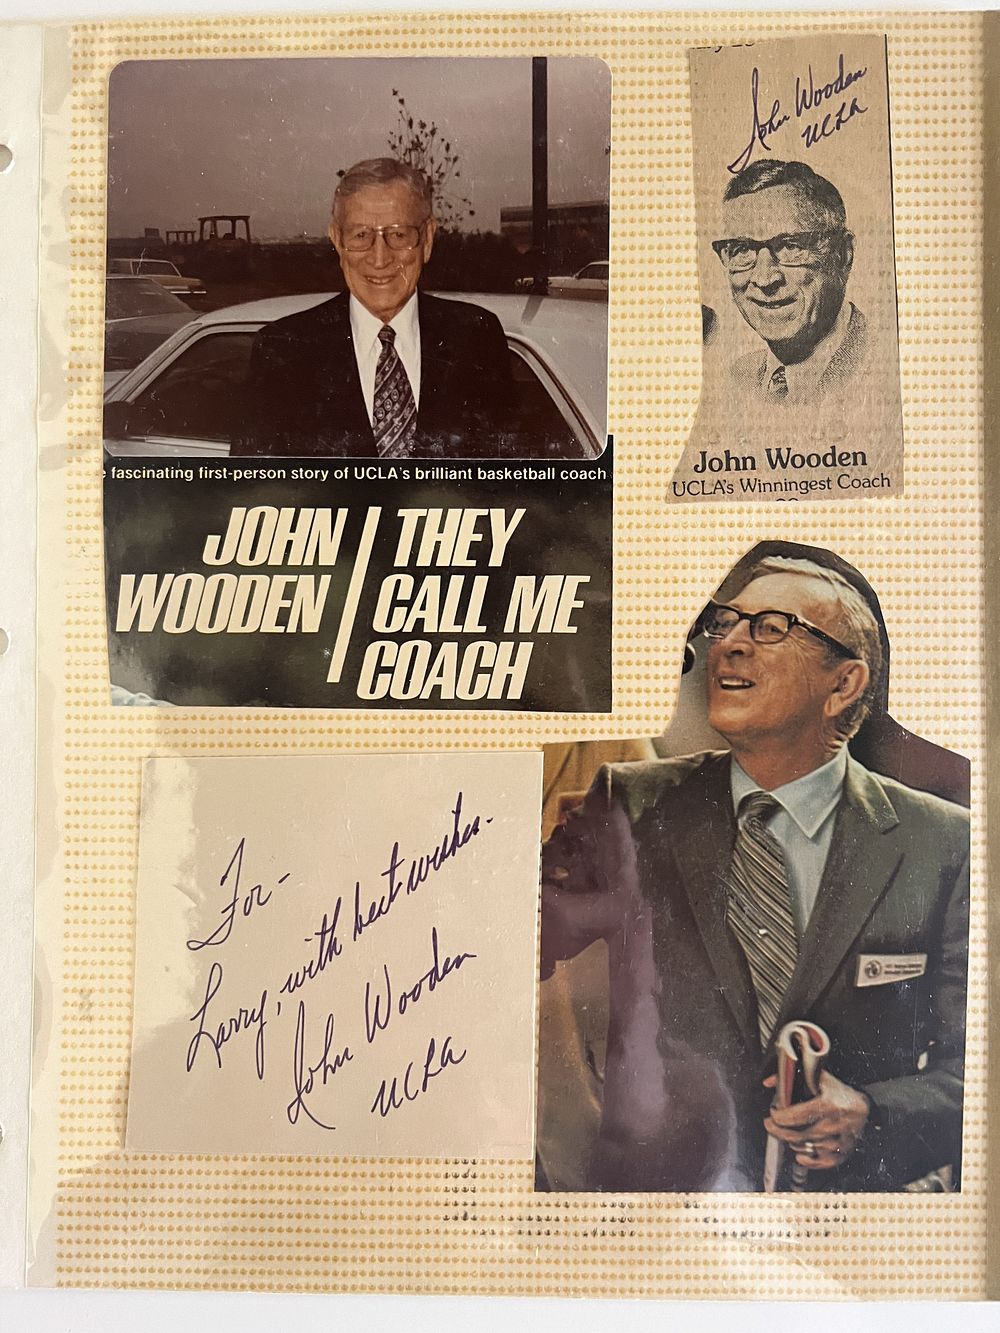 fascinating first-person story of UCLA's brilliant basketball coach
JOHN WOODEN
THEY CALL ME COACH
John Wooden
UCLA
John Wooden
UCLA's Winningest Coach
For-
Larry, with best wishes.
John Wooden
UCLA